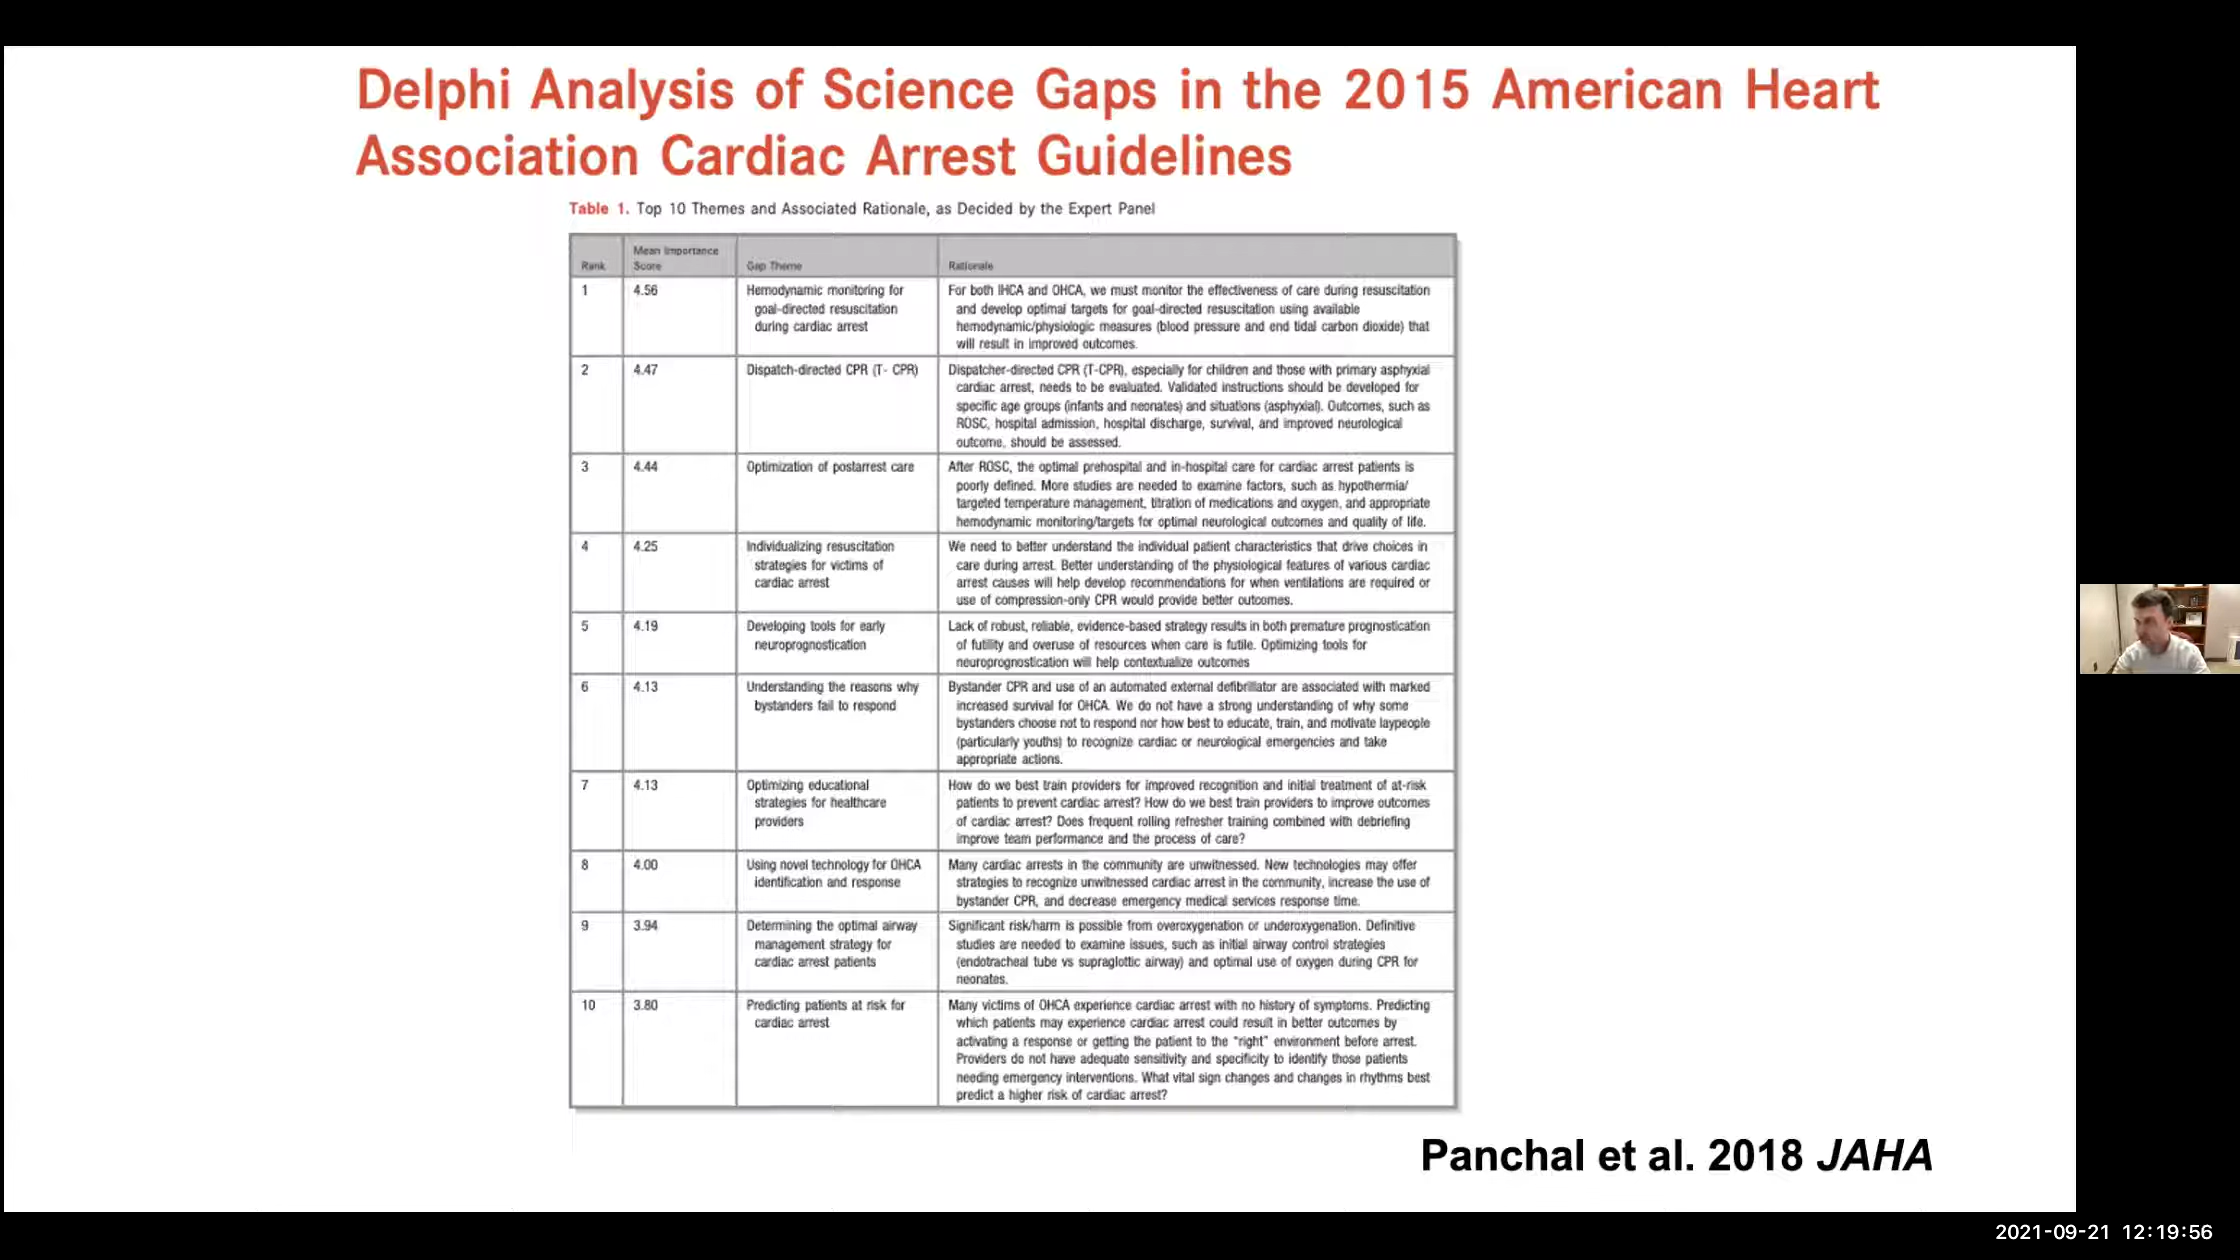 Delphi Analysis of Science Gaps in the 2015 American Heart
Association Cardiac Arrest Guidelines
Table 1. Top 10 Themes and Associated Rationale, as Decided by the Expert Panel
Rank
Mean Importance
Score
Gap Theme
Rationale
1
4.56
Hemodynamic monitoring for
goal-directed resuscitation
during cardiac arrest
For both IHCA and OHCA, we must monitor the effectiveness of care during resuscitation
and develop optimal targets for goal-directed resuscitation using available
hemodynamic/physiologic measures (blood pressure and end tidal carbon dioxide) that
will result in improved outcomes.
2
4.47
Dispatch-directed CPR (T- CPR)
Dispatcher-directed CPR (T-CPR), especially for children and those with primary asphyxial
cardiac arrest, needs to be evaluated. Validated instructions should be developed for
specific age groups (infants and neonates) and situations (asphyxial). Outcomes, such as
ROSC, hospital admission, hospital discharge, survival, and improved neurological
outcome, should be assessed.
3
4.44
Optimization of postarrest care
After ROSC, the optimal prehospital and in-hospital care for cardiac arrest patients is
poorly defined. More studies are needed to examine factors, such as hypothermia/
targeted temperature management, titration of medications and oxygen, and appropriate
hemodynamic monitoring/targets for optimal neurological outcomes and quality of life.
4
4.25
Individualizing resuscitation
strategies for victims of
cardiac arrest
We need to better understand the individual patient characteristics that drive choices in
care during arrest. Better understanding of the physiological features of various cardiac
arrest causes will help develop recommendations for when ventilations are required or
use of compression-only CPR would provide better outcomes.
5
4.19
Developing tools for early
neuroprognostication
Lack of robust, reliable, evidence-based strategy results in both premature prognostication
of futility and overuse of resources when care is futile. Optimizing tools for
neuroprognostication will help contextualize outcomes
6
4.13
Understanding the reasons why
bystanders fail to respond
Bystander CPR and use of an automated external defibrillator are associated with marked
increased survival for OHCA. We do not have a strong understanding of why some
bystanders choose not to respond nor how best to educate, train, and motivate laypeople
(particularly youths) to recognize cardiac or neurological emergencies and take
appropriate actions.
7
4.13
Optimizing educational
strategies for healthcare
providers
How do we best train providers for improved recognition and initial treatment of at-risk
patients to prevent cardiac arrest? How do we best train providers to improve outcomes
of cardiac arrest? Does frequent rolling refresher training combined with debriefing
improve team performance and the process of care?
8
4.00
Using novel technology for OHCA
identification and response
Many cardiac arrests in the community are unwitnessed. New technologies may offer
strategies to recognize unwitnessed cardiac arrest in the community, increase the use of
bystander CPR, and decrease emergency medical services response time.
9
3.94
Determining the optimal airway
management strategy for
cardiac arrest patients
Significant risk/harm is possible from overoxygenation or underoxygenation. Definitive
studies are needed to examine issues, such as initial airway control strategies
(endotracheal tube vs supraglottic airway) and optimal use of oxygen during CPR for
neonates.
10
3.80
Predicting patients at risk for
cardiac arrest
Many victims of OHCA experience cardiac arrest with no history of symptoms. Predicting
which patients may experience cardiac arrest could result in better outcomes by
activating a response or getting the patient to the "right" environment before arrest.
Providers do not have adequate sensitivity and specificity to identify those patients
needing emergency interventions. What vital sign changes and changes in rhythms best
predict a higher risk of cardiac arrest?
Panchal et al. 2018 JAHA
2021-09-21 12:19:56